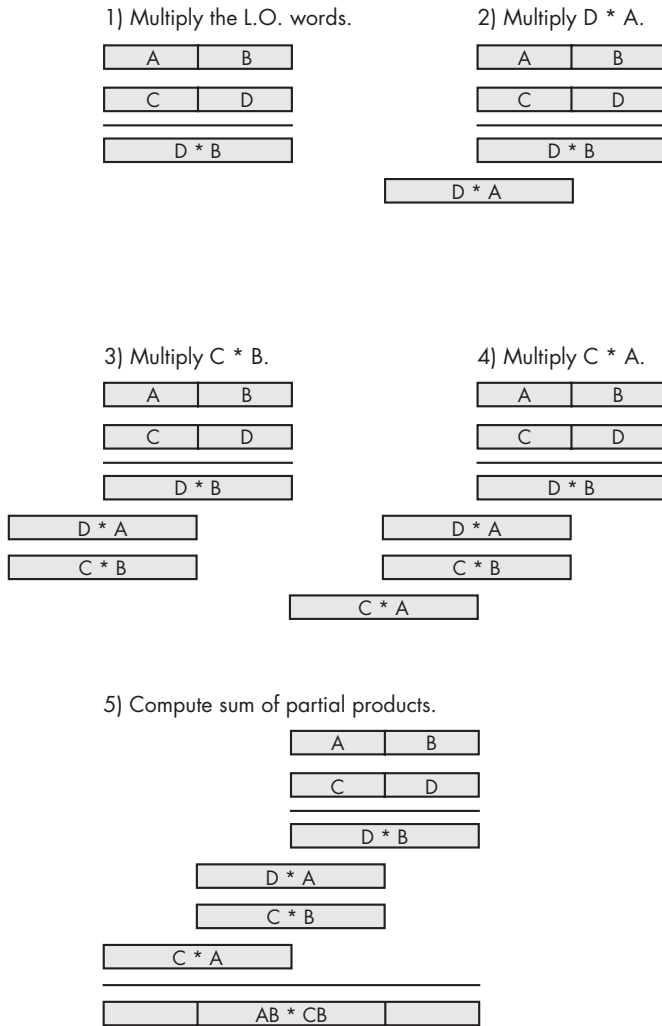 1) Multiply the L.O. words.
A B
C D
D * B
2) Multiply D * A.
A B
C D
D * B
D * A
3) Multiply C * B.
A B
C D
D * B
D * A
C * B
4) Multiply C * A.
A B
C D
D * B
D * A
C * B
C * A
5) Compute sum of partial products.
A B
C D
D * B
D * A
C * B
C * A
AB * CB